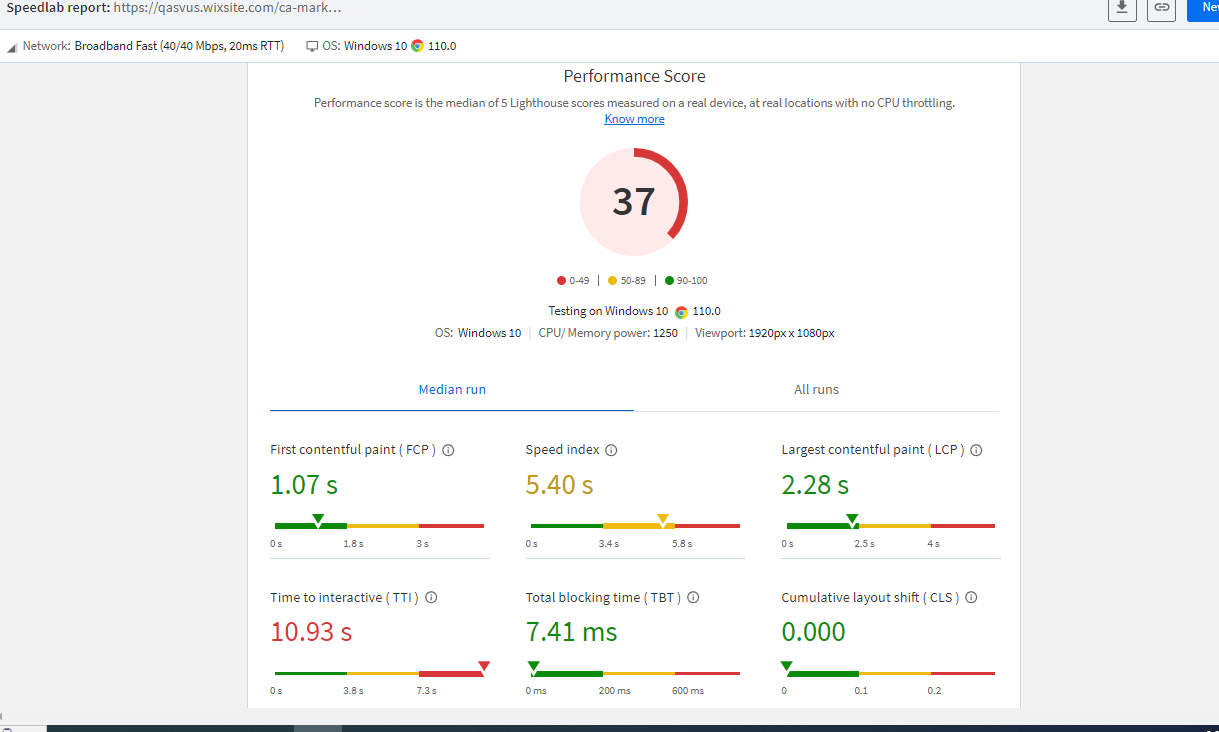 Speedlab report: https://qasvus.wixsite.com/ca-mark...
Network: Broadband Fast (40/40 Mbps, 20ms RTT) OS: Windows 10 110.0
Performance Score
Performance score is the median of 5 Lighthouse scores measured on a real device, at real locations with no CPU throttling.
Know more
37
0-49 | 50-89 | 90-100
Testing on Windows 10 110.0
OS: Windows 10 | CPU/ Memory power: 1250 | Viewport: 1920px x 1080px
Median run All runs
First contentful paint ( FCP ) Speed index Largest contentful paint ( LCP )
1.07 s 5.40 s 2.28 s
0 s 1.8 s 3 s 0 s 3.4 s 5.8 s 0 s 2.5 s 4 s
Time to interactive ( TTI ) Total blocking time ( TBT ) Cumulative layout shift ( CLS )
10.93 s 7.41 ms 0.000
0 s 3.8 s 7.3 s 0 ms 200 ms 600 ms 0 0.1 0.2